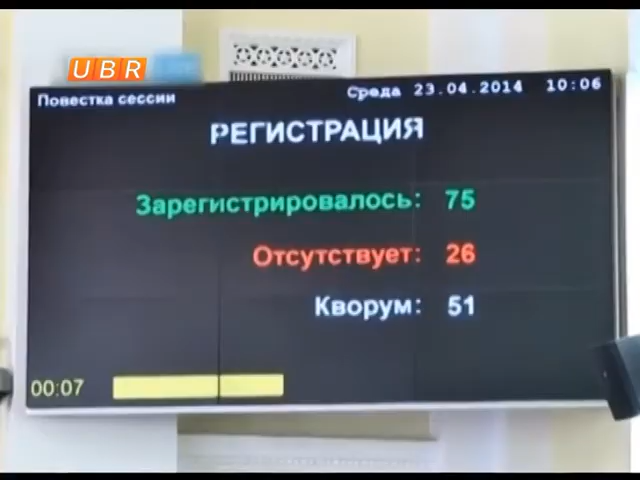 UBR
Повестка сессии
Среда 23.04.2014 10:06
РЕГИСТРАЦИЯ
Зарегистрировалось: 75
Отсутствует: 26
Кворум: 51
00:07